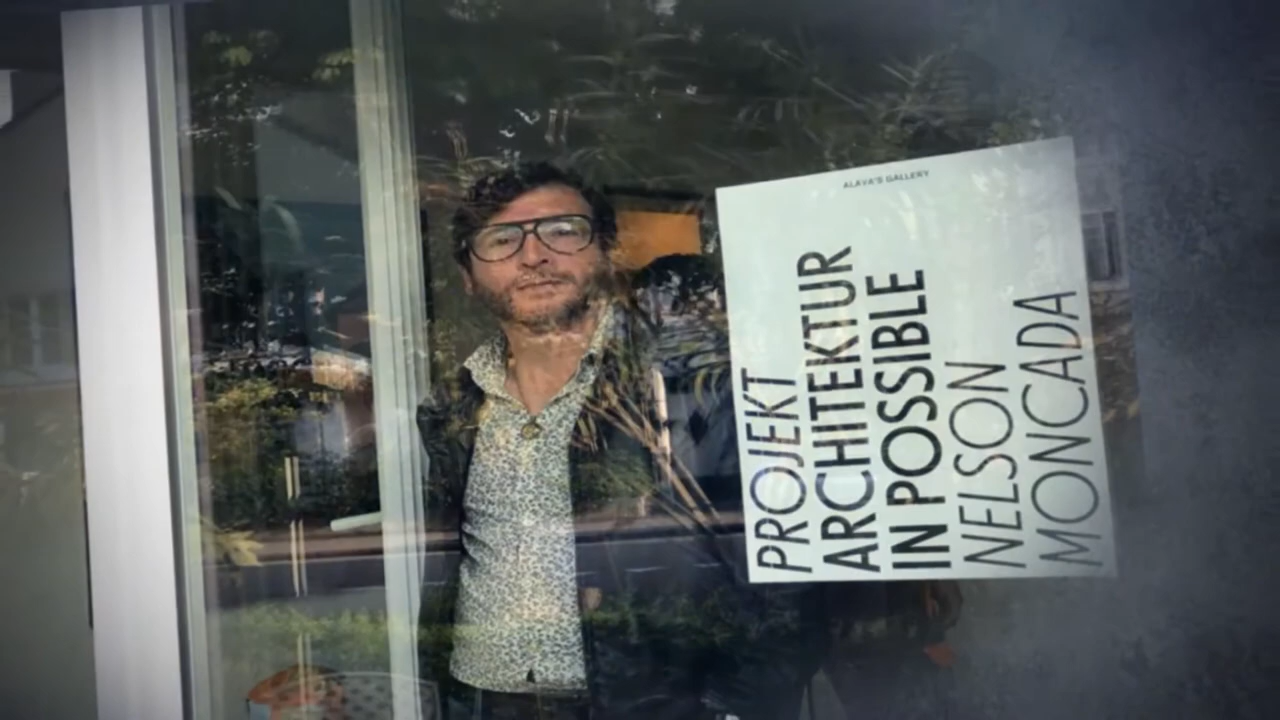 ALAVA'S GALLERY
PROJEKT
ARCHITEKTUR
IN POSSIBLE
NELSON
MONCADA